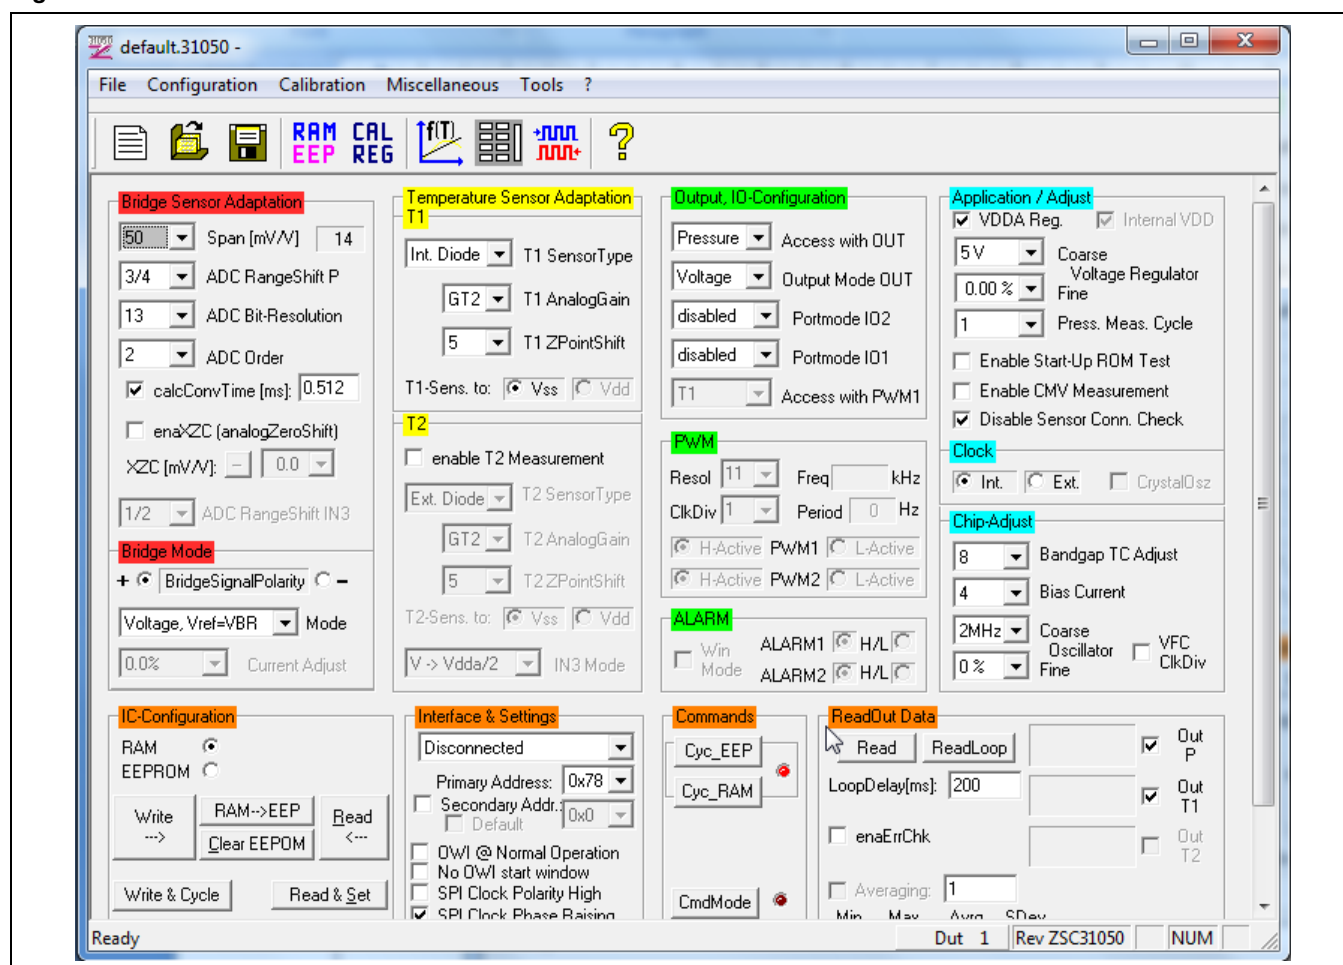 default.31050 -
File Configuration Calibration Miscellaneous Tools ?
RAM EEP CAL REG f(T)
Bridge Sensor Adaptation
50 Span [mV/V] 14
3/4 ADC RangeShift P
13 ADC Bit-Resolution
2 ADC Order
calcConvTime [ms]: 0.512
enaXZC (analogZeroShift)
XZC [mV/V]: - 0.0
1/2 ADC RangeShift IN3
Bridge Mode
+ BridgeSignalPolarity -
Voltage, Vref=VBR Mode
0.0% Current Adjust
Temperature Sensor Adaptation
T1
Int. Diode T1 SensorType
GT2 T1 AnalogGain
5 T1 ZPointShift
T1-Sens. to: Vss Vdd
T2
enable T2 Measurement
Ext. Diode T2 SensorType
GT2 T2 AnalogGain
5 T2 ZPointShift
T2-Sens. to: Vss Vdd
V -> Vdda/2 IN3 Mode
Output, IO-Configuration
Pressure Access with OUT
Voltage Output Mode OUT
disabled Portmode IO2
disabled Portmode IO1
T1 Access with PWM1
PWM
Resol 11 Freq kHz
ClkDiv 1 Period 0 Hz
H-Active PWM1 L-Active
H-Active PWM2 L-Active
ALARM
Win Mode
ALARM1 H/L
ALARM2 H/L
Application / Adjust
VDDA Reg. Internal VDD
5 V Coarse
Voltage Regulator
0.00 % Fine
1 Press. Meas. Cycle
Enable Start-Up ROM Test
Enable CMV Measurement
Disable Sensor Conn. Check
Clock
Int. Ext. CrystalOsz
Chip-Adjust
8 Bandgap TC Adjust
4 Bias Current
2MHz Coarse
Oscillator
0 % Fine
VFC ClkDiv
IC-Configuration
RAM
EEPROM
Write ---> RAM-->EEP Read <---
Clear EEPOM
Write & Cycle Read & Set
Interface & Settings
Disconnected
Primary Address: 0x78
Secondary Addr.: 0x0
Default
OWI @ Normal Operation
No OWI start window
SPI Clock Polarity High
SPI Clock Phase Raising
Commands
Cyc_EEP
Cyc_RAM
CmdMode
ReadOut Data
Read ReadLoop Out P
LoopDelay[ms]: 200 Out T1
enaErrChk Out T2
Averaging: 1
Min Max Avrg SDev
Ready Dut 1 Rev ZSC31050 NUM